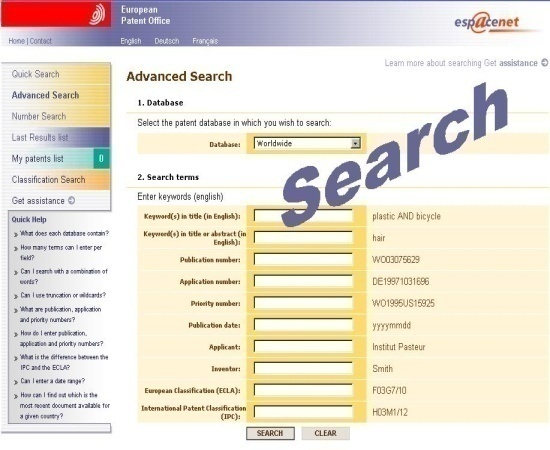 European
Patent Office
espacenet
Home | Contact
English Deutsch Français
Learn more about searching Get assistance
Quick Search
Advanced Search
Number Search
Last Results list
My patents list 0
Classification Search
Get assistance
Quick Help
» What does each database contain?
» How many terms can I enter per
field?
» Can I search with a combination of
words?
» Can I use truncation or wildcards?
» What are publication, application
and priority numbers?
» How do I enter publication,
application and priority numbers?
» What is the difference between the
IPC and the ECLA?
» Can I enter a date range?
» How can I find out which is the
most recent document available for
a given country?
Advanced Search
1. Database
Select the patent database in which you wish to search:
Database: Worldwide
Search
2. Search terms
Enter keywords (english)
Keyword(s) in title (in English): plastic AND bicycle
Keyword(s) in title or abstract (in
English): hair
Publication number: WO03075629
Application number: DE19971031696
Priority number: WO1995US15925
Publication date: yyyymmdd
Applicant: Institut Pasteur
Inventor: Smith
European Classification (ECLA): F03G7/10
International Patent Classification
(IPC): H03M1/12
SEARCH CLEAR